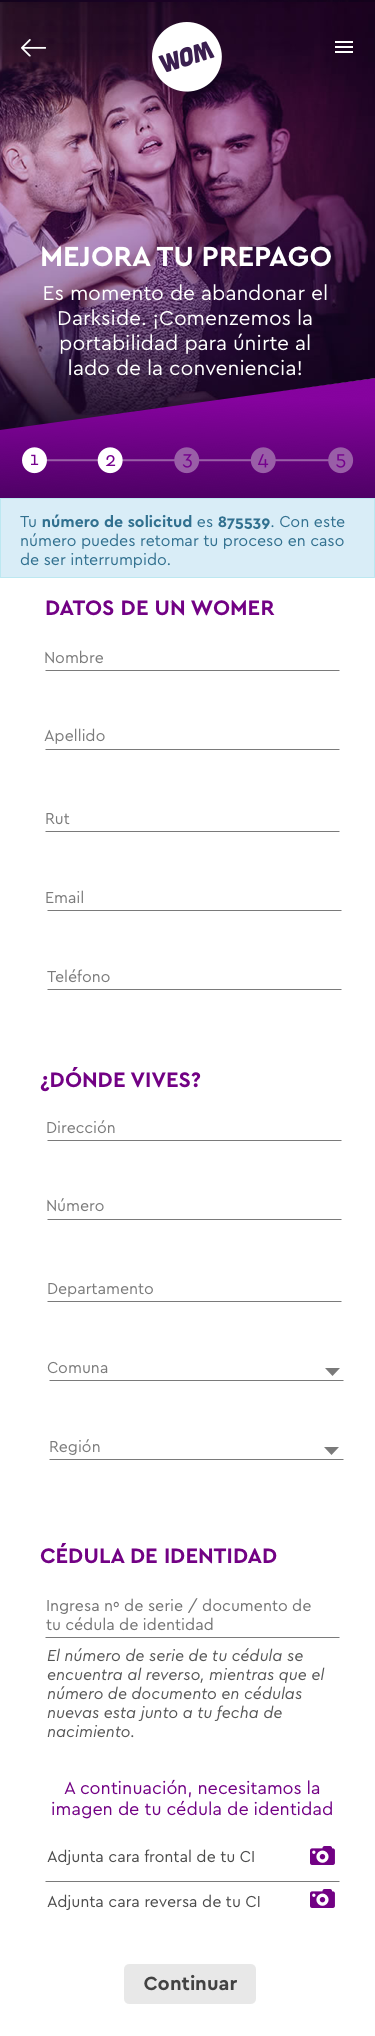 WOM
MEJORA TU PREPAGO
Es momento de abandonar el
Darkside. ¡Comenzemos la
portabilidad para únirte al
lado de la conveniencia!
1 2 3 4 5
Tu número de solicitud es 875539. Con este
número puedes retomar tu proceso en caso
de ser interrumpido.
DATOS DE UN WOMER
Nombre
Apellido
Rut
Email
Teléfono
¿DÓNDE VIVES?
Dirección
Número
Departamento
Comuna
Región
CÉDULA DE IDENTIDAD
Ingresa nº de serie / documento de
tu cédula de identidad
El número de serie de tu cédula se
encuentra al reverso, mientras que el
número de documento en cédulas
nuevas esta junto a tu fecha de
nacimiento.
A continuación, necesitamos la
imagen de tu cédula de identidad
Adjunta cara frontal de tu CI
Adjunta cara reversa de tu CI
Continuar